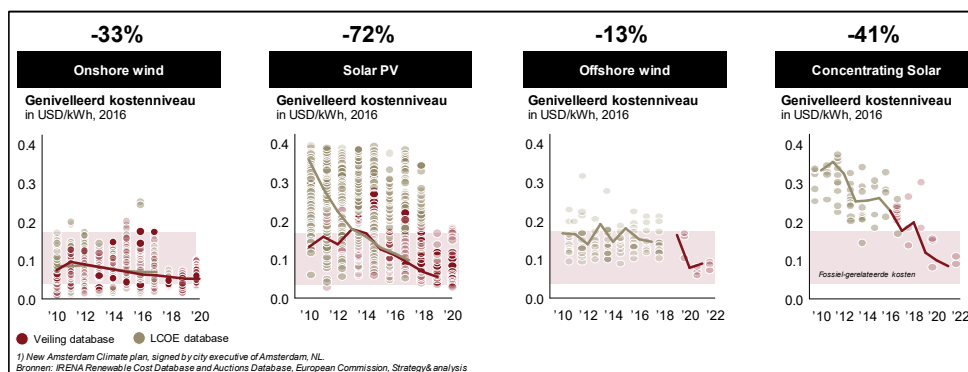 -33%
-72%
-13%
-41%
Onshore wind
Solar PV
Offshore wind
Concentrating Solar
Genivelleerd kostenniveau
in USD/kWh, 2016
Genivelleerd kostenniveau
in USD/kWh, 2016
Genivelleerd kostenniveau
in USD/kWh, 2016
Genivelleerd kostenniveau
in USD/kWh, 2016
0.4
0.3
0.2
0.1
0.0
'10 '12 '14 '16 '18 '20
0.4
0.3
0.2
0.1
0.0
'10 '12 '14 '16 '18 '20
0.4
0.3
0.2
0.1
0.0
'10 '12 '14 '16 '18 '20 '22
0.4
0.3
0.2
0.1
0.0
Fossiel-gerelateerde kosten
'10 '12 '14 '16 '18 '20 '22
Veiling database
LCOE database
1) New Amsterdam Climate plan, signed by city executive of Amsterdam, NL.
Bronnen: IRENA Renewable Cost Database and Auctions Database, European Commission, Strategy& analysis